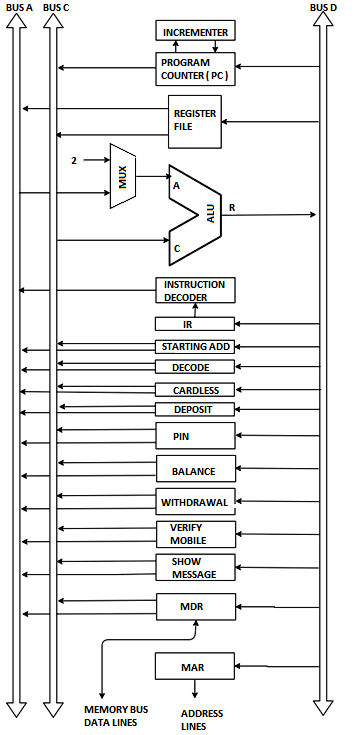 BUS A BUS C BUS D
INCREMENTER
PROGRAM
COUNTER ( PC )
REGISTER
FILE
2
MUX
A
ALU
R
C
INSTRUCTION
DECODER
IR
STARTING ADD
DECODE
CARDLESS
DEPOSIT
PIN
BALANCE
WITHDRAWAL
VERIFY
MOBILE
SHOW
MESSAGE
MDR
MAR
MEMORY BUS
DATA LINES
ADDRESS
LINES